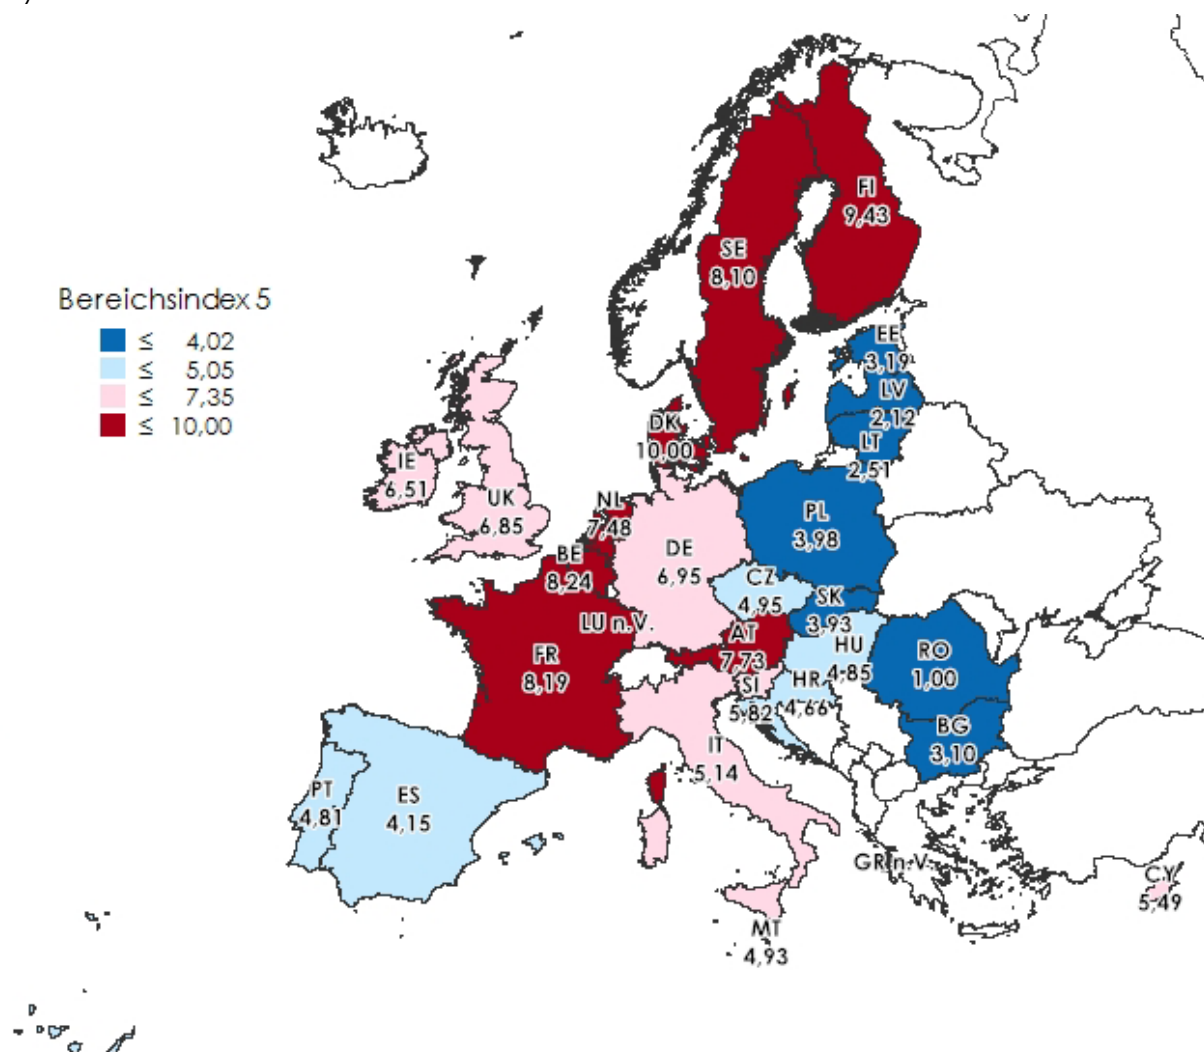 FI
9,43
SE
8,10
Bereichsindex 5
≤ 4,02
≤ 5,05
≤ 7,35
≤ 10,00
EE
3,19
LV
2,12
LT
2,51
DK
10,00
IE
6,51
UK
6,85
NL
7,48
BE
8,24
DE
6,95
PL
3,98
CZ
4,95
SK
3,93
LU n.V.
AT
7,73
HU
4,85
FR
8,19
SI
5,82
HR
4,66
RO
1,00
BG
3,10
IT
5,14
PT
4,81
ES
4,15
GR n.V.
CY
5,49
MT
4,93